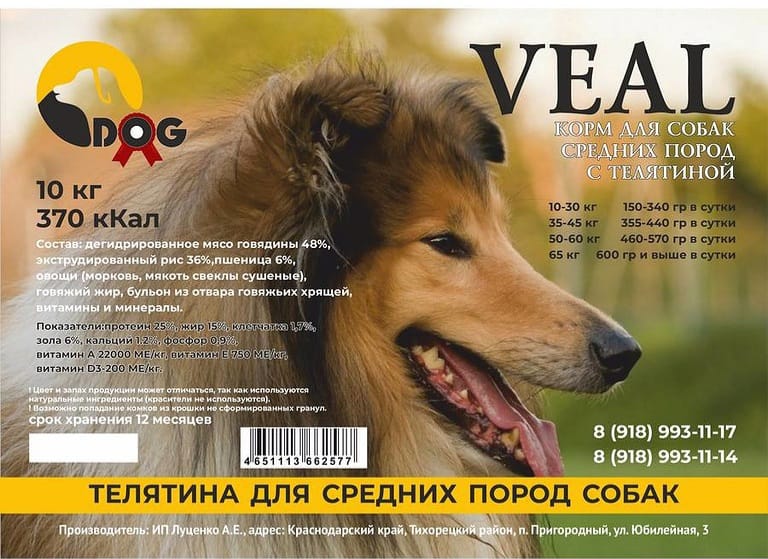 VEAL
КОРМ ДЛЯ СОБАК
СРЕДНИХ ПОРОД
С ТЕЛЯТИНОЙ
DOG
10 кг
370 кКал
10-30 кг 150-340 гр в сутки
35-45 кг 355-440 гр в сутки
50-60 кг 460-570 гр в сутки
65 кг 600 гр и выше в сутки
Состав: дегидрированное мясо говядины 48%,
экструдированный рис 36%,пшеница 6%,
овощи (морковь, мякоть свеклы сушеные),
говяжий жир, бульон из отвара говяжьих хрящей,
витамины и минералы.
Показатели:протеин 25%, жир 15%, клетчатка 1,7%,
зола 6%, кальций 1.2%, фосфор 0,9%,
витамин А 22000 МЕ/кг, витамин Е 750 МЕ/кг,
витамин D3-200 МЕ/кг.
! Цвет и запах продукции может отличаться, так как используются
натуральные ингредиенты (красители не используются).
! Возможно попадание комков из крошки не сформированных гранул.
срок хранения 12 месяцев
4 651113 662577
8 (918) 993-11-17
8 (918) 993-11-14
ТЕЛЯТИНА ДЛЯ СРЕДНИХ ПОРОД СОБАК
Производитель: ИП Луценко А.Е., адрес: Краснодарский край, Тихорецкий район, п. Пригородный, ул. Юбилейная, 3